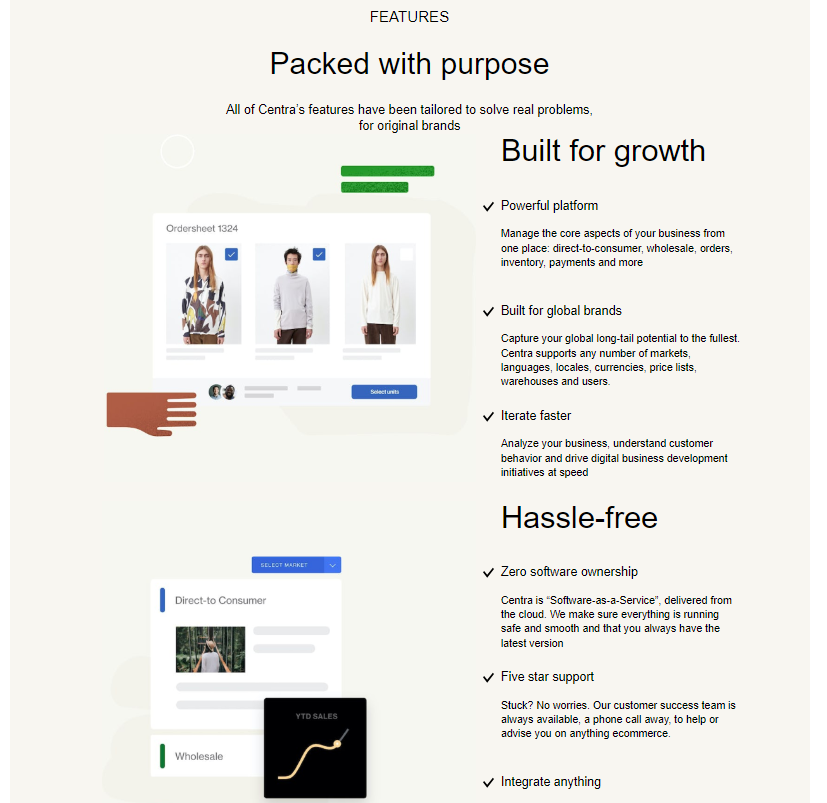 FEATURES
Packed with purpose
All of Centra’s features have been tailored to solve real problems,
for original brands
Built for growth
Ordersheet 1324
Select units
Powerful platform
Manage the core aspects of your business from
one place: direct-to-consumer, wholesale, orders,
inventory, payments and more
Built for global brands
Capture your global long-tail potential to the fullest.
Centra supports any number of markets,
languages, locales, currencies, price lists,
warehouses and users.
Iterate faster
Analyze your business, understand customer
behavior and drive digital business development
initiatives at speed
Hassle-free
SELECT MARKET
Direct-to Consumer
YTD SALES
Wholesale
Zero software ownership
Centra is “Software-as-a-Service”, delivered from
the cloud. We make sure everything is running
safe and smooth and that you always have the
latest version
Five star support
Stuck? No worries. Our customer success team is
always available, a phone call away, to help or
advise you on anything ecommerce.
Integrate anything